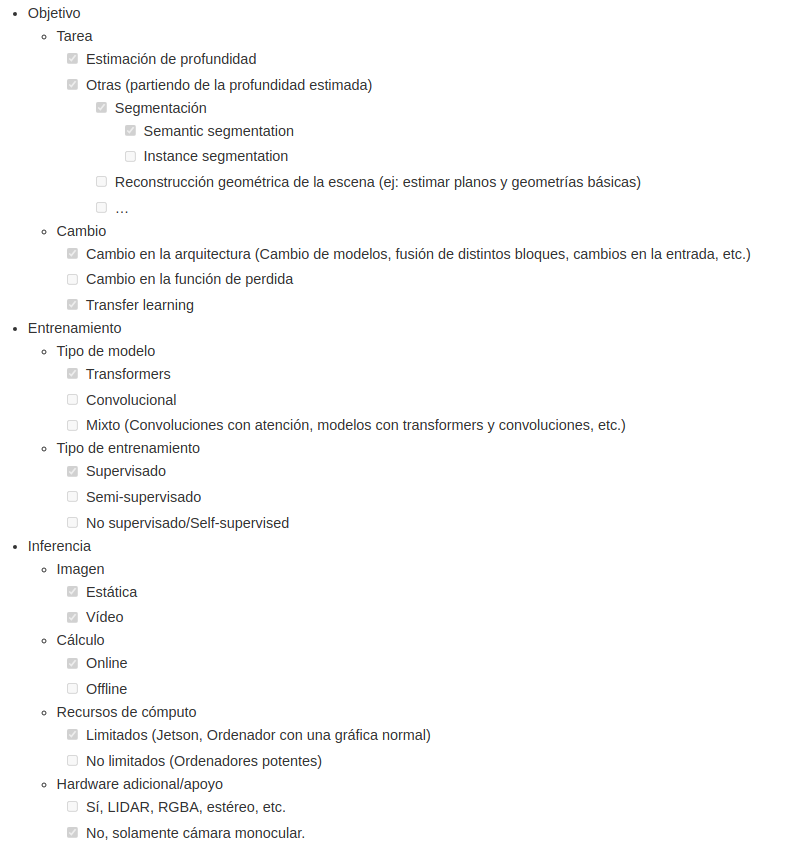 Objetivo
Tarea
Estimación de profundidad
Otras (partiendo de la profundidad estimada)
Segmentación
Semantic segmentation
Instance segmentation
Reconstrucción geométrica de la escena (ej: estimar planos y geometrías básicas)
…
Cambio
Cambio en la arquitectura (Cambio de modelos, fusión de distintos bloques, cambios en la entrada, etc.)
Cambio en la función de perdida
Transfer learning
Entrenamiento
Tipo de modelo
Transformers
Convolucional
Mixto (Convoluciones con atención, modelos con transformers y convoluciones, etc.)
Tipo de entrenamiento
Supervisado
Semi-supervisado
No supervisado/Self-supervised
Inferencia
Imagen
Estática
Vídeo
Cálculo
Online
Offline
Recursos de cómputo
Limitados (Jetson, Ordenador con una gráfica normal)
No limitados (Ordenadores potentes)
Hardware adicional/apoyo
Sí, LIDAR, RGBA, estéreo, etc.
No, solamente cámara monocular.